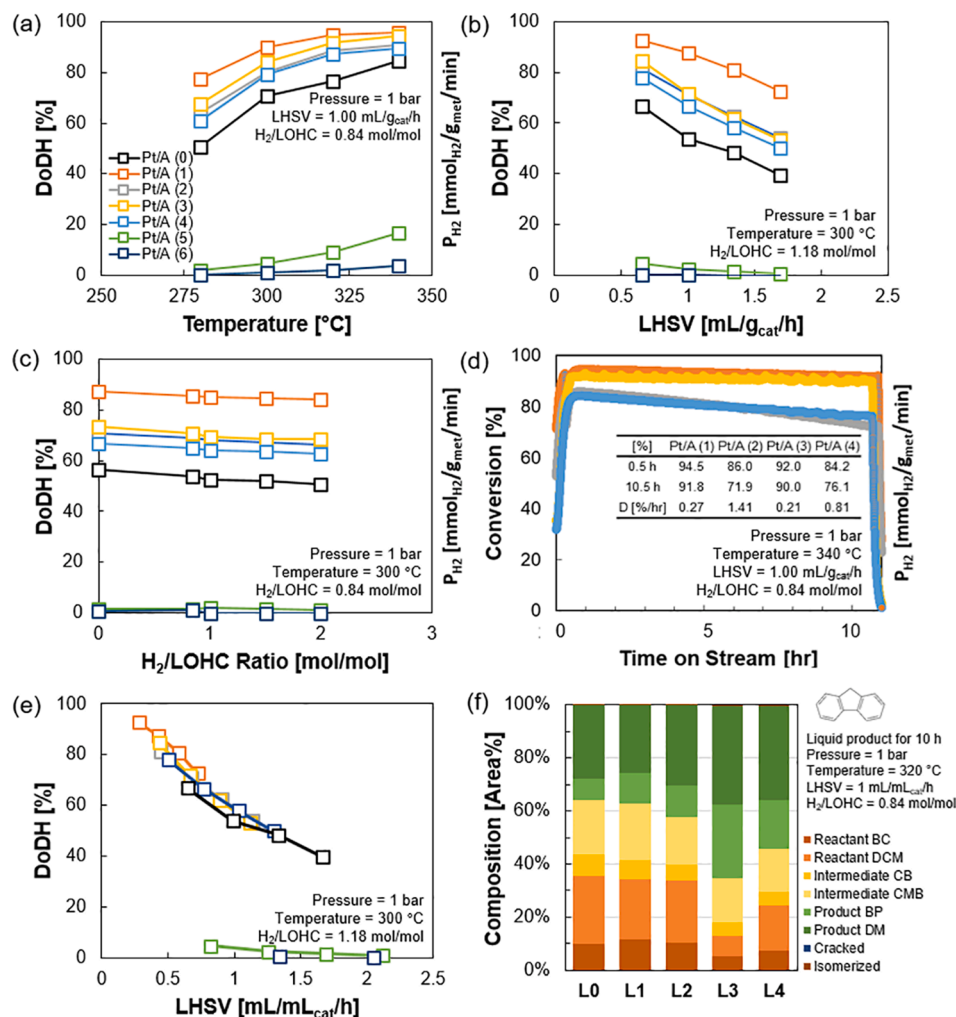 (a)
100
80
60
40
20
0
DoDH [%]
Pressure = 1 bar
LHSV = 1.00 mL/gcat/h
H2/LOHC = 0.84 mol/mol
Pt/A (0)
Pt/A (1)
Pt/A (2)
Pt/A (3)
Pt/A (4)
Pt/A (5)
Pt/A (6)
250
275
300
325
350
Temperature [°C]
PH2 [mmolH2/gmet/min]
(b)
100
80
60
40
20
0
DoDH [%]
Pressure = 1 bar
Temperature = 300 °C
H2/LOHC = 1.18 mol/mol
0
0.5
1
1.5
2
2.5
LHSV [mL/gcat/h]
(c)
100
80
60
40
20
0
DoDH [%]
Pressure = 1 bar
Temperature = 300 °C
H2/LOHC = 0.84 mol/mol
0
1
2
3
H2/LOHC Ratio [mol/mol]
PH2 [mmolH2/gmet/min]
(d)
100
80
60
40
20
0
Conversion [%]
[%] Pt/A (1) Pt/A (2) Pt/A (3) Pt/A (4)
0.5 h 94.5 86.0 92.0 84.2
10.5 h 91.8 71.9 90.0 76.1
D [%/hr] 0.27 1.41 0.21 0.81
Pressure = 1 bar
Temperature = 340 °C
LHSV = 1.00 mL/gcat/h
H2/LOHC = 0.84 mol/mol
0
5
10
Time on Stream [hr]
PH2 [mmolH2/gmet/min]
(e)
100
80
60
40
20
0
DoDH [%]
Pressure = 1 bar
Temperature = 300 °C
H2/LOHC = 1.18 mol/mol
0
0.5
1
1.5
2
2.5
LHSV [mL/mLcat/h]
(f)
100%
80%
60%
40%
20%
0%
Composition [Area%]
L0
L1
L2
L3
L4
Liquid product for 10 h
Pressure = 1 bar
Temperature = 320 °C
LHSV = 1 mL/mLcat/h
H2/LOHC = 0.84 mol/mol
Reactant BC
Reactant DCM
Intermediate CB
Intermediate CMB
Product BP
Product DM
Cracked
Isomerized